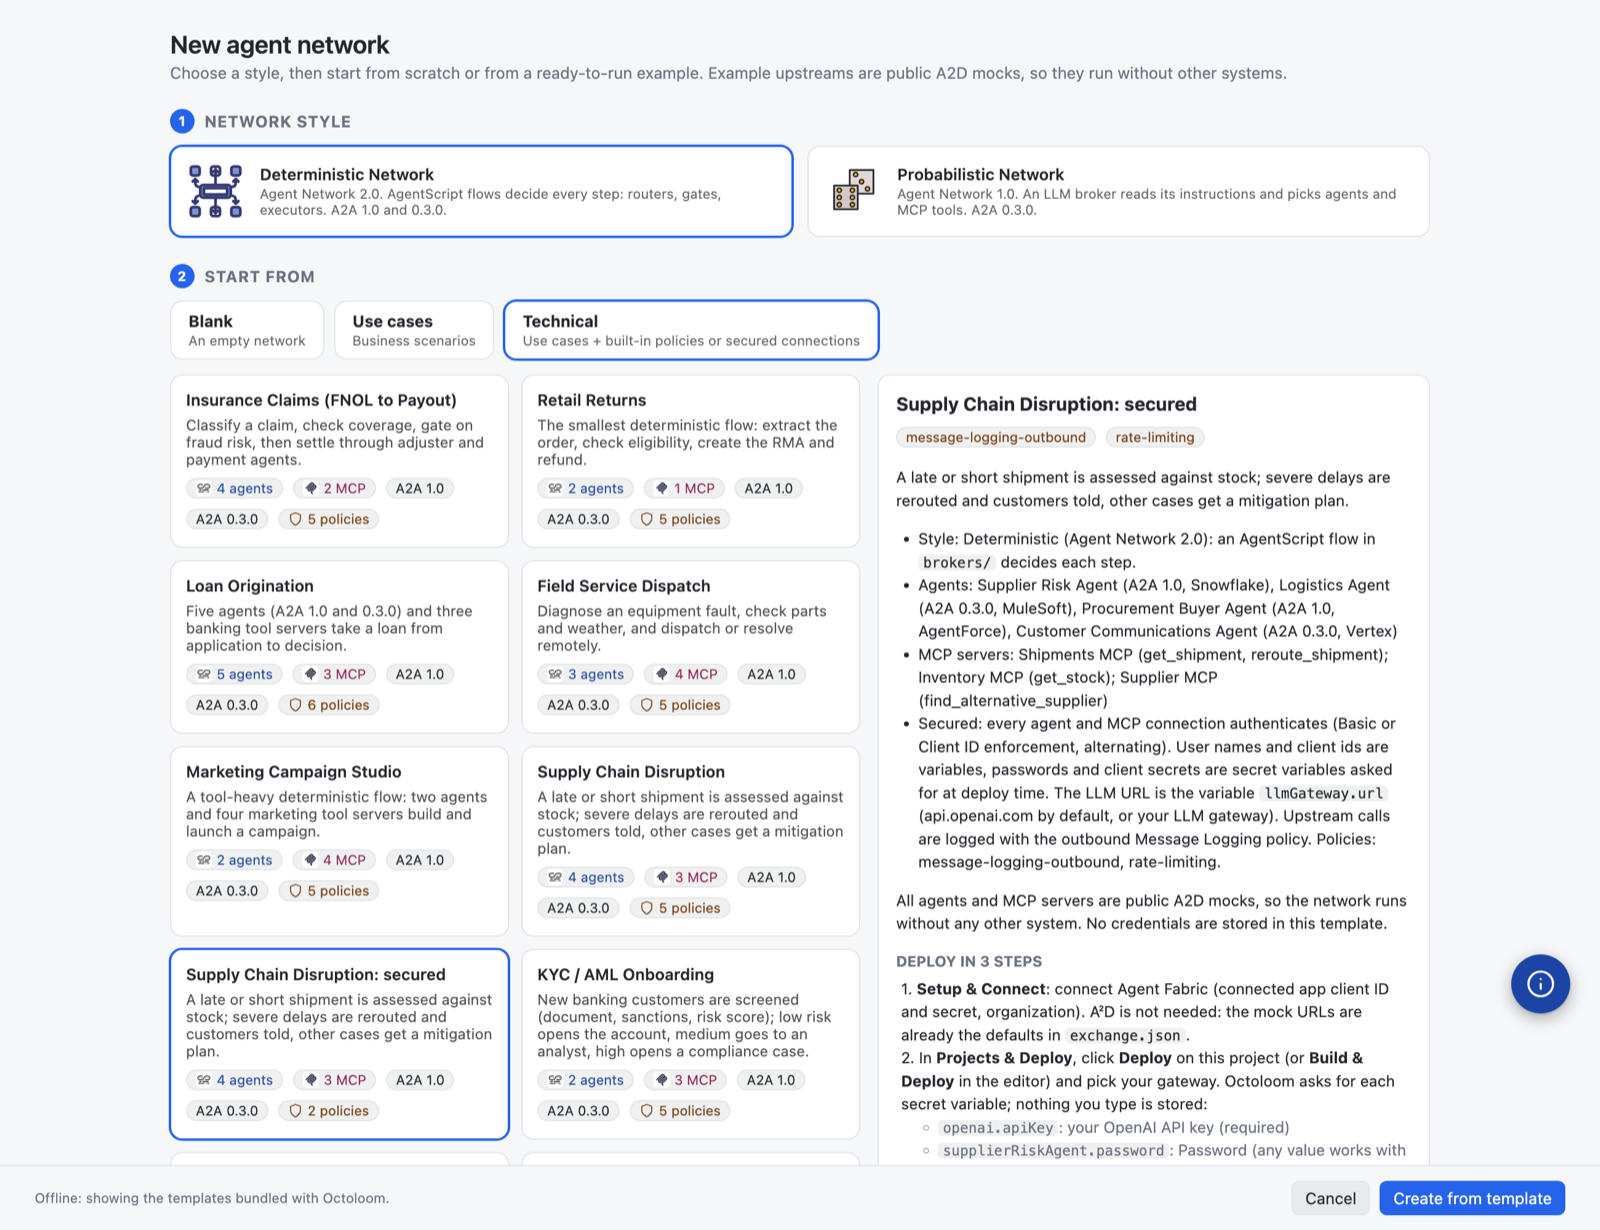 New agent network
Choose a style, then start from scratch or from a ready-to-run example. Example upstreams are public A2D mocks, so they run without other systems.
1 NETWORK STYLE
Deterministic Network
Agent Network 2.0. AgentScript flows decide every step: routers, gates,
executors. A2A 1.0 and 0.3.0.
Probabilistic Network
Agent Network 1.0. An LLM broker reads its instructions and picks agents and
MCP tools. A2A 0.3.0.
2 START FROM
Blank
An empty network
Use cases
Business scenarios
Technical
Use cases + built-in policies or secured connections
Insurance Claims (FNOL to Payout)
Classify a claim, check coverage, gate on
fraud risk, then settle through adjuster and
payment agents.
4 agents 2 MCP A2A 1.0
A2A 0.3.0 5 policies
Retail Returns
The smallest deterministic flow: extract the
order, check eligibility, create the RMA and
refund.
2 agents 1 MCP A2A 1.0
A2A 0.3.0 5 policies
Loan Origination
Five agents (A2A 1.0 and 0.3.0) and three
banking tool servers take a loan from
application to decision.
5 agents 3 MCP A2A 1.0
A2A 0.3.0 6 policies
Field Service Dispatch
Diagnose an equipment fault, check parts
and weather, and dispatch or resolve
remotely.
3 agents 4 MCP A2A 1.0
A2A 0.3.0 5 policies
Marketing Campaign Studio
A tool-heavy deterministic flow: two agents
and four marketing tool servers build and
launch a campaign.
2 agents 4 MCP A2A 1.0
A2A 0.3.0 5 policies
Supply Chain Disruption
A late or short shipment is assessed against
stock; severe delays are rerouted and
customers told, other cases get a mitigation
plan.
4 agents 3 MCP A2A 1.0
A2A 0.3.0 5 policies
Supply Chain Disruption: secured
A late or short shipment is assessed against
stock; severe delays are rerouted and
customers told, other cases get a mitigation
plan.
4 agents 3 MCP A2A 1.0
A2A 0.3.0 2 policies
KYC / AML Onboarding
New banking customers are screened
(document, sanctions, risk score); low risk
opens the account, medium goes to an
analyst, high opens a compliance case.
2 agents 3 MCP A2A 1.0
A2A 0.3.0 5 policies
Supply Chain Disruption: secured
message-logging-outbound rate-limiting
A late or short shipment is assessed against stock; severe delays are
rerouted and customers told, other cases get a mitigation plan.
• Style: Deterministic (Agent Network 2.0): an AgentScript flow in
brokers/ decides each step.
• Agents: Supplier Risk Agent (A2A 1.0, Snowflake), Logistics Agent
(A2A 0.3.0, MuleSoft), Procurement Buyer Agent (A2A 1.0,
AgentForce), Customer Communications Agent (A2A 0.3.0, Vertex)
• MCP servers: Shipments MCP (get_shipment, reroute_shipment);
Inventory MCP (get_stock); Supplier MCP
(find_alternative_supplier)
• Secured: every agent and MCP connection authenticates (Basic or
Client ID enforcement, alternating). User names and client ids are
variables, passwords and client secrets are secret variables asked
for at deploy time. The LLM URL is the variable llmGateway.url
(api.openai.com by default, or your LLM gateway). Upstream calls
are logged with the outbound Message Logging policy. Policies:
message-logging-outbound, rate-limiting.
All agents and MCP servers are public A2D mocks, so the network runs
without any other system. No credentials are stored in this template.
DEPLOY IN 3 STEPS
1. Setup & Connect: connect Agent Fabric (connected app client ID
and secret, organization). A²D is not needed: the mock URLs are
already the defaults in exchange.json.
2. In Projects & Deploy, click Deploy on this project (or Build &
Deploy in the editor) and pick your gateway. Octoloom asks for each
secret variable; nothing you type is stored:
◦ openai.apiKey: your OpenAI API key (required)
◦ supplierRiskAgent.password: Password (any value works with
Offline: showing the templates bundled with Octoloom.
Cancel
Create from template